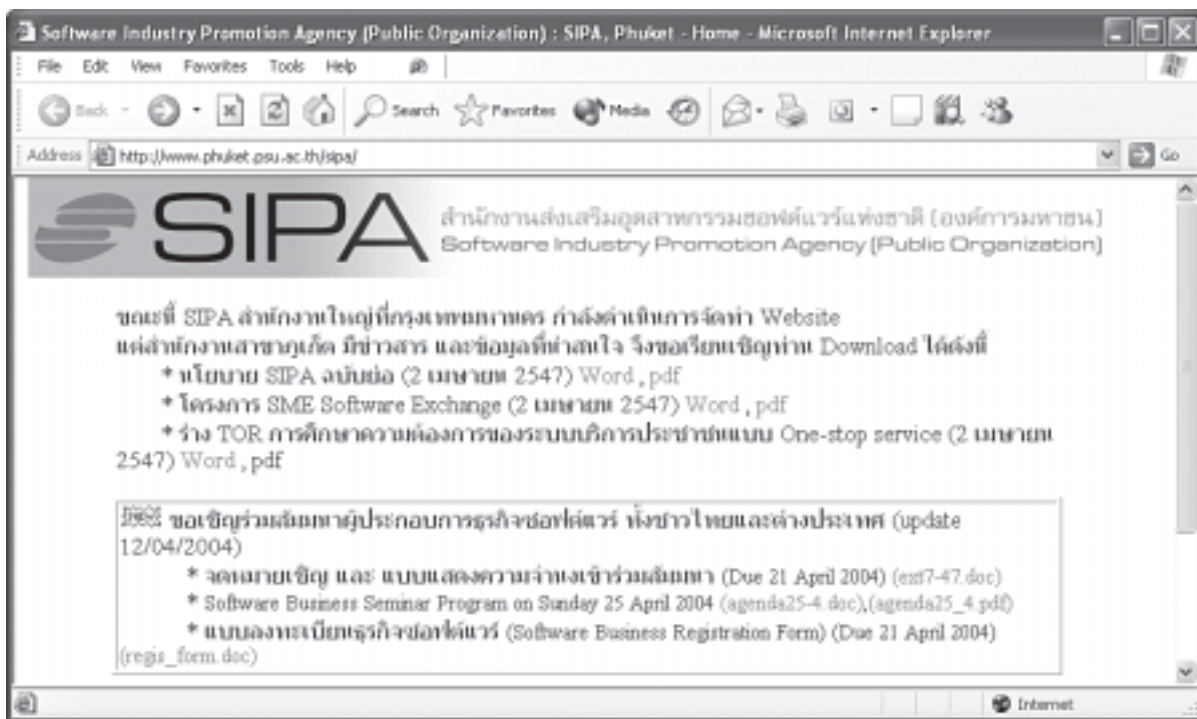 Software Industry Promotion Agency (Public Organization) : SIPA, Phuket - Home - Microsoft Internet Explorer
File Edit View Favorites Tools Help
Back Search Favorites Media
Address http://www.phuket.psu.ac.th/sipa/ Go
SIPA
สำนักงานส่งเสริมอุตสาหกรรมซอฟต์แวร์แห่งชาติ (องค์การมหาชน)
Software Industry Promotion Agency (Public Organization)
ขณะที่ SIPA สำนักงานใหญ่ที่กรุงเทพมหานคร กำลังดำเนินการจัดทำ Website
แต่สำนักงานสาขาภูเก็ต มีข่าวสาร และข้อมูลที่น่าสนใจ จึงขอเรียนเชิญท่าน Download ได้ดังนี้
* นโยบาย SIPA ฉบับย่อ (2 เมษายน 2547) Word , pdf
* โครงการ SME Software Exchange (2 เมษายน 2547) Word , pdf
* ร่าง TOR การศึกษาความต้องการของระบบบริการประชาชนแบบ One-stop service (2 เมษายน
2547) Word , pdf
ขอเชิญร่วมสัมมนาผู้ประกอบการธุรกิจซอฟต์แวร์ ทั้งชาวไทยและต่างประเทศ (update
12/04/2004)
* จดหมายเชิญ และ แบบแสดงความจำนงเข้าร่วมสัมมนา (Due 21 April 2004) (ext7-47.doc)
* Software Business Seminar Program on Sunday 25 April 2004 (agenda25-4.doc),(agenda25_4.pdf)
* แบบลงทะเบียนธุรกิจซอฟต์แวร์ (Software Business Registration Form) (Due 21 April 2004)
(regis_form.doc)
Internet